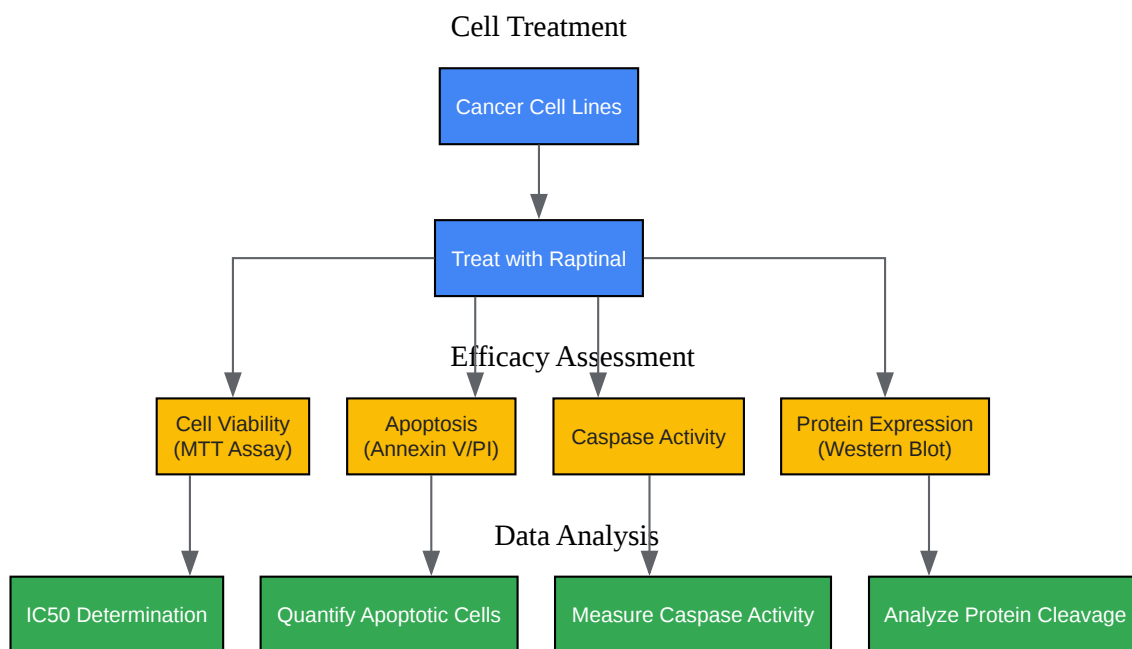 Cell Treatment
Cancer Cell Lines
Treat with Raptinal
Efficacy Assessment
Cell Viability
(MTT Assay)
Apoptosis
(Annexin V/PI)
Caspase Activity
Protein Expression
(Western Blot)
Data Analysis
IC50 Determination
Quantify Apoptotic Cells
Measure Caspase Activity
Analyze Protein Cleavage